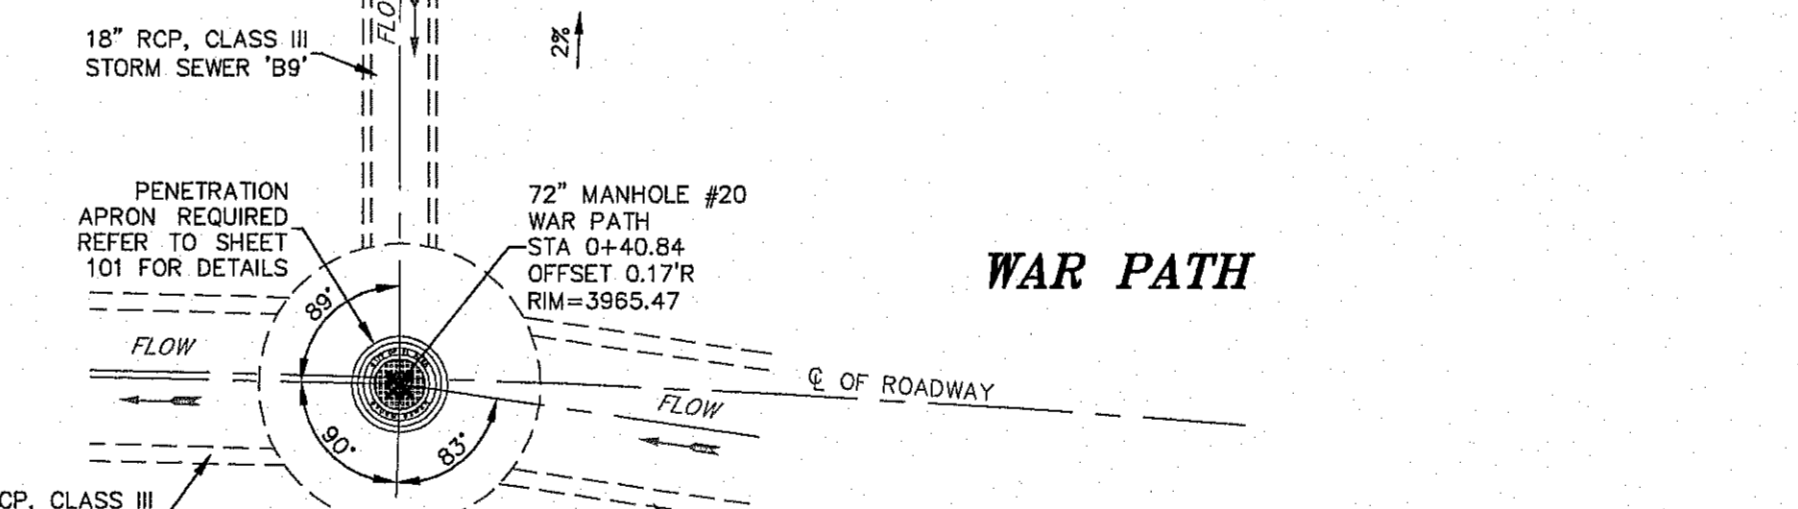 18" RCP, CLASS III
STORM SEWER 'B9'
2%
PENETRATION
APRON REQUIRED
REFER TO SHEET
101 FOR DETAILS
72" MANHOLE #20
WAR PATH
STA 0+40.84
OFFSET 0.17'R
RIM=3965.47
WAR PATH
89°
FLOW
℄ OF ROADWAY
FLOW
90°
83°
CLASS III